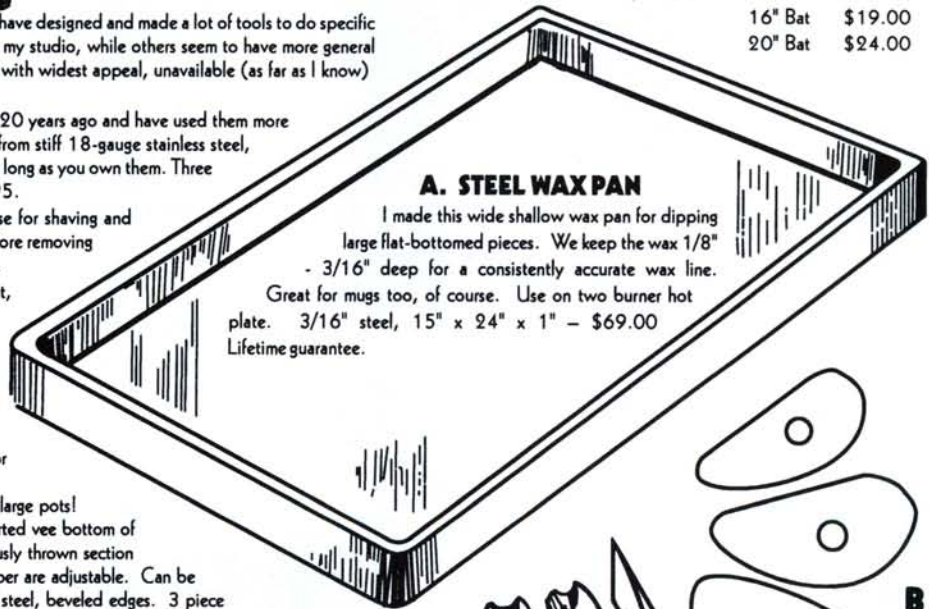 have designed and made a lot of tools to do specific
my studio, while others seem to have more general
with widest appeal, unavailable (as far as I know)
20 years ago and have used them more
from stiff 18-gauge stainless steel,
long as you own them. Three
5.
se for shaving and
ore removing
t,
or
large pots!
rted vee bottom of
usly thrown section
per are adjustable. Can be
steel, beveled edges. 3 piece
16" Bat $19.00
20" Bat $24.00
A. STEEL WAX PAN
I made this wide shallow wax pan for dipping
large flat-bottomed pieces. We keep the wax 1/8"
- 3/16" deep for a consistently accurate wax line.
Great for mugs too, of course. Use on two burner hot
plate. 3/16" steel, 15" x 24" x 1" – $69.00
Lifetime guarantee.
B